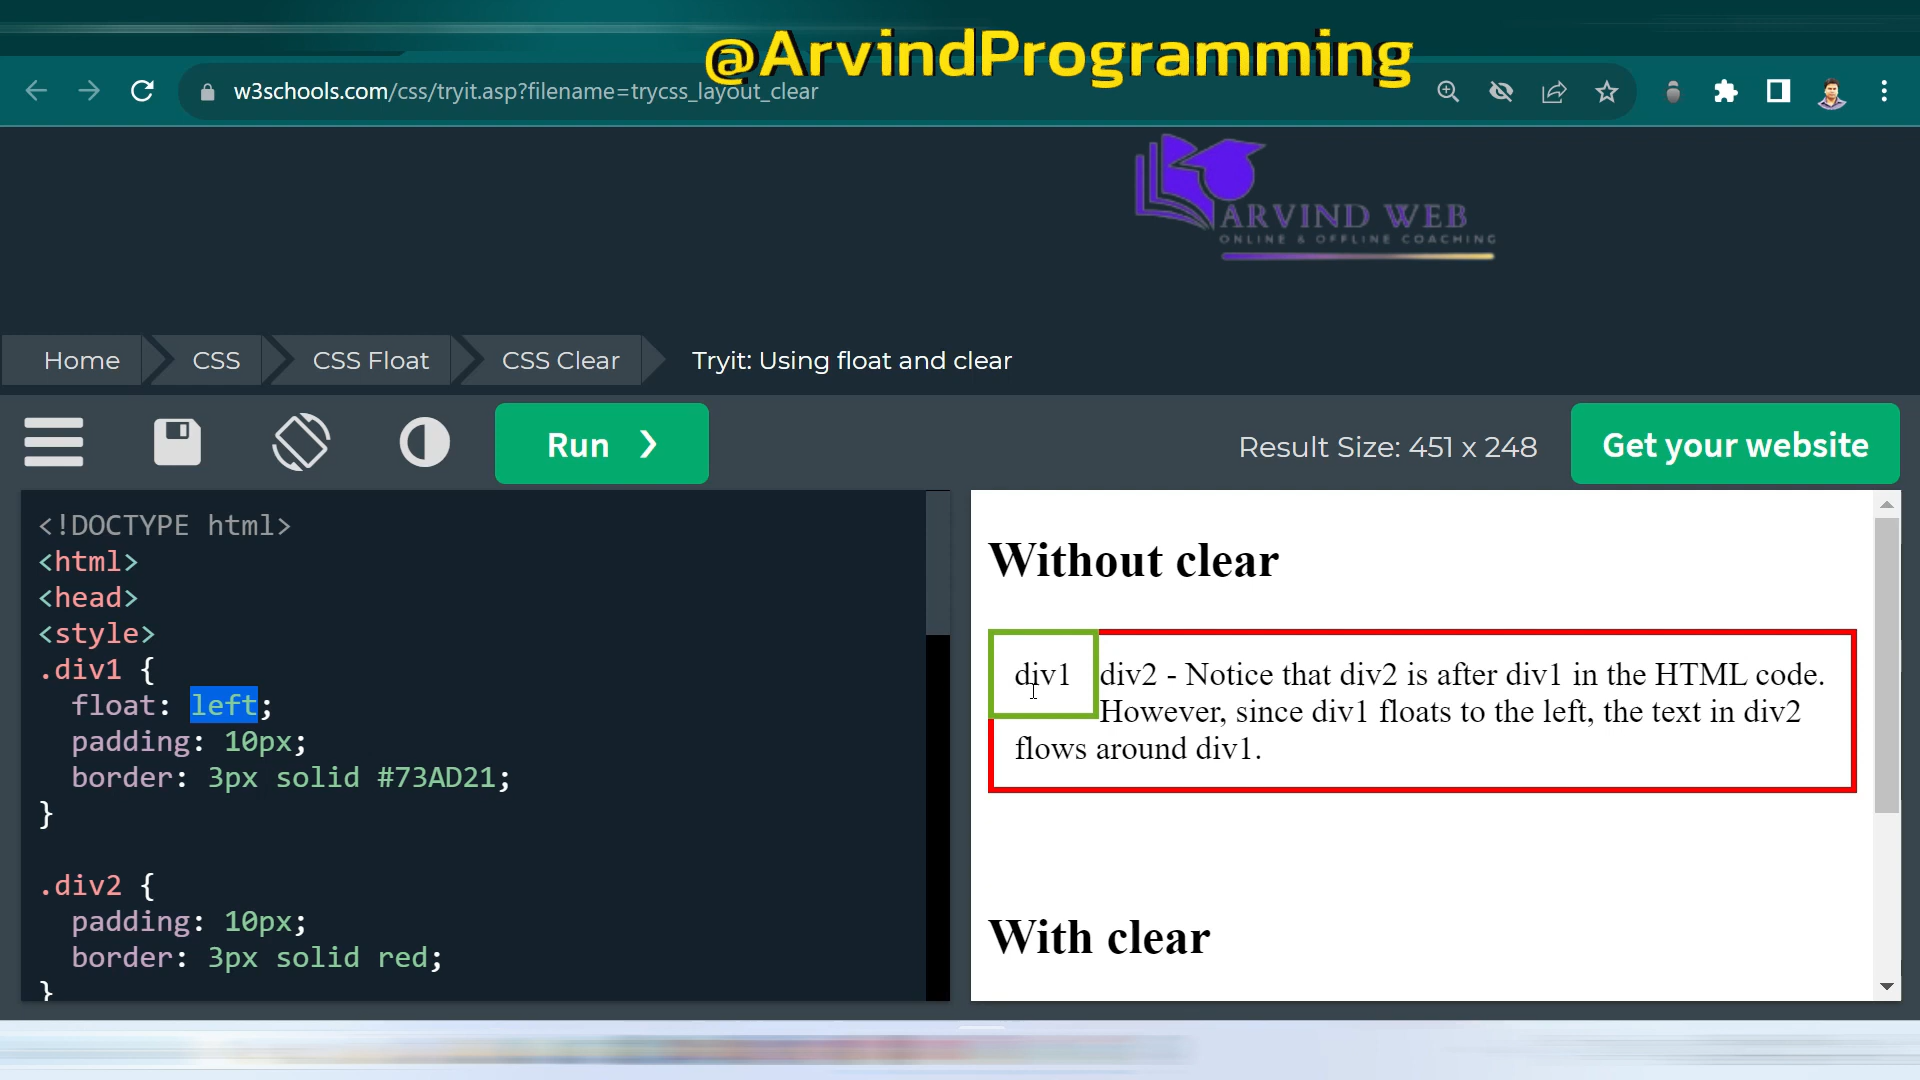 @ArvindProgramming
w3schools.com/css/tryit.asp?filename=trycss_layout_clear
ARVIND WEB
ONLINE & OFFLINE COACHING
Home CSS CSS Float CSS Clear Tryit: Using float and clear
Run ❯ Result Size: 451 x 248 Get your website
<!DOCTYPE html>
<html>
<head>
<style>
.div1 {
  float: left;
  padding: 10px;
  border: 3px solid #73AD21;
}
.div2 {
  padding: 10px;
  border: 3px solid red;
}
Without clear
div1
div2 - Notice that div2 is after div1 in the HTML code.
However, since div1 floats to the left, the text in div2
flows around div1.
With clear